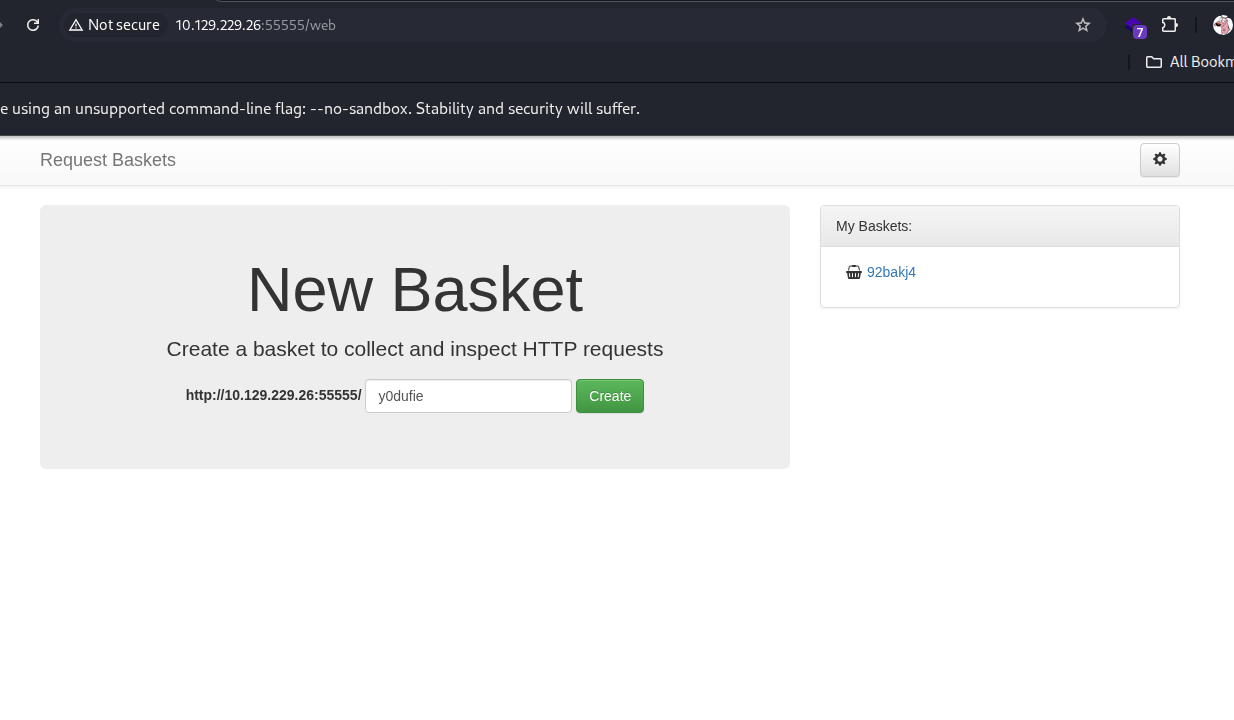 Not secure 10.129.229.26:55555/web
7
All Bookm
e using an unsupported command-line flag: --no-sandbox. Stability and security will suffer.
Request Baskets
New Basket
Create a basket to collect and inspect HTTP requests
http://10.129.229.26:55555/ y0dufie Create
My Baskets:
92bakj4